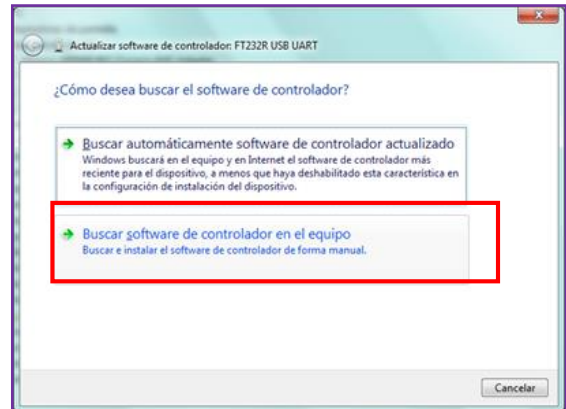 Actualizar software de controlador: FT232R USB UART
¿Cómo desea buscar el software de controlador?
Buscar automáticamente software de controlador actualizado
Windows buscará en el equipo y en Internet el software de controlador más
reciente para el dispositivo, a menos que haya deshabilitado esta característica en
la configuración de instalación del dispositivo.
Buscar software de controlador en el equipo
Buscar e instalar el software de controlador de forma manual.
Cancelar